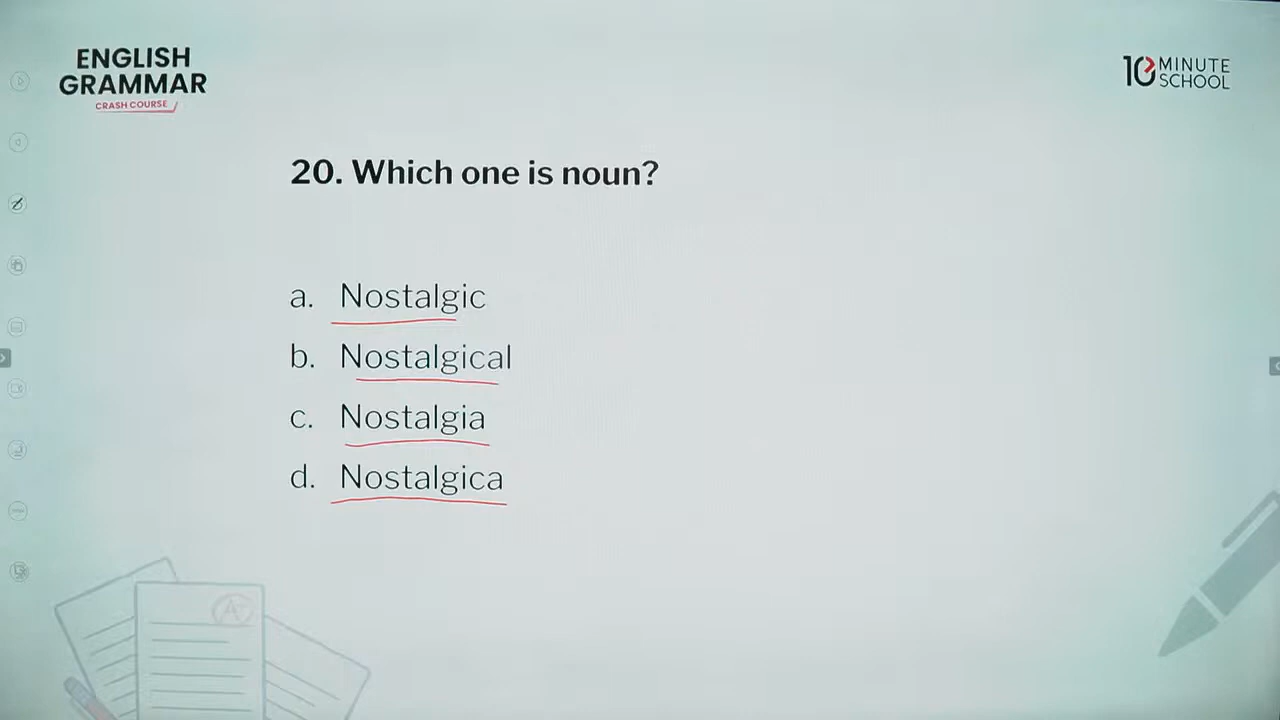 ENGLISH
GRAMMAR
CRASH COURSE
10 MINUTE
SCHOOL
20. Which one is noun?
a. Nostalgic
b. Nostalgical
c. Nostalgia
d. Nostalgica
A+